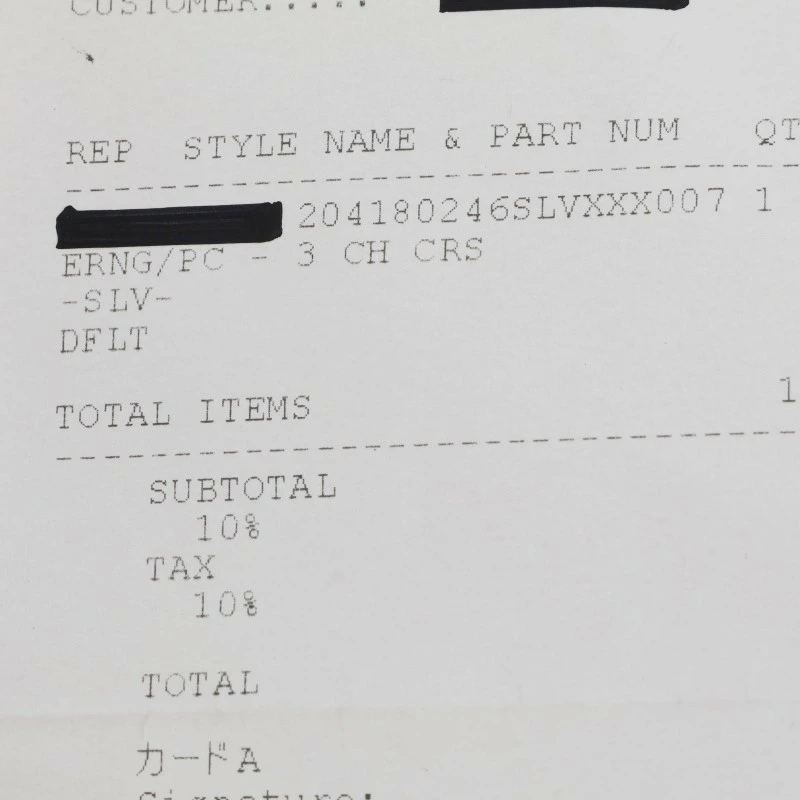 CUSTOMER.....
REP STYLE NAME & PART NUM QT
204180246SLVXXX007 1
ERNG/PC - 3 CH CRS
-SLV-
DFLT
TOTAL ITEMS 1
SUBTOTAL
10%
TAX
10%
TOTAL
カードA
Signature: